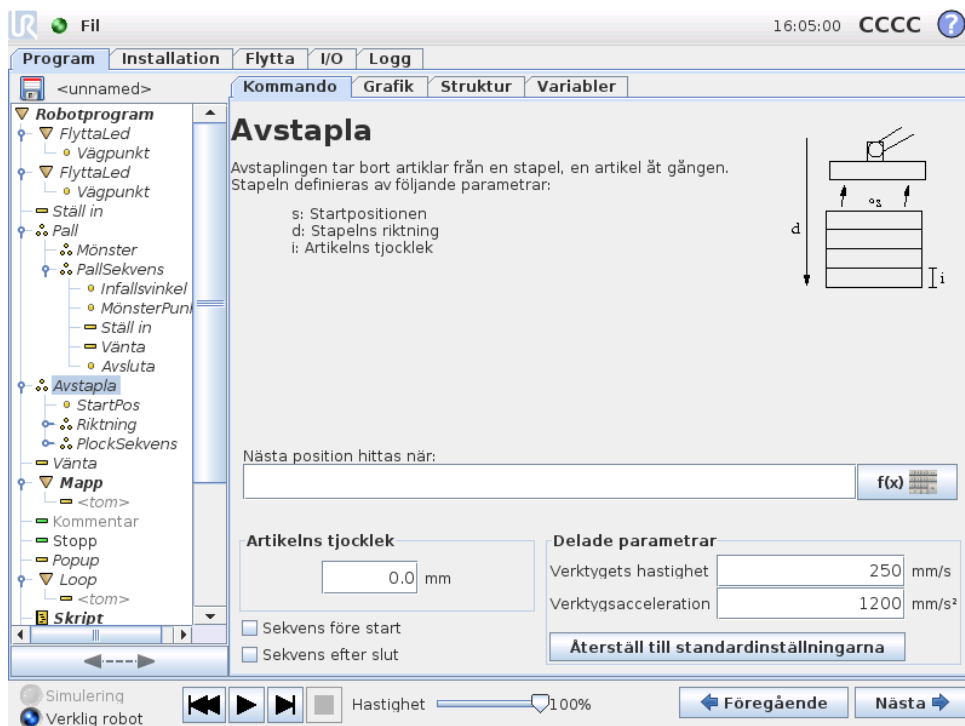 UR Fil 16:05:00 CCCC ?
Program Installation Flytta I/O Logg
<unnamed>
Kommando Grafik Struktur Variabler
Robotprogram
FlyttaLed
Vägpunkt
FlyttaLed
Vägpunkt
Ställ in
Pall
Mönster
PallSekvens
Infallsvinkel
MönsterPun
Ställ in
Vänta
Avsluta
Avstapla
StartPos
Riktning
PlockSekvens
Vänta
Mapp
<tom>
Kommentar
Stopp
Popup
Loop
<tom>
Skript
Avstapla
Avstaplingen tar bort artiklar från en stapel, en artikel åt gången.
Stapeln definieras av följande parametrar:
s: Startpositionen
d: Stapelns riktning
i: Artikelns tjocklek
s
d
i
Nästa position hittas när:
f(x)
Artikelns tjocklek
0.0 mm
Sekvens före start
Sekvens efter slut
Delade parametrar
Verktygets hastighet 250 mm/s
Verktygsacceleration 1200 mm/s²
Återställ till standardinställningarna
Simulering
Verklig robot
Hastighet 100%
Föregående Nästa